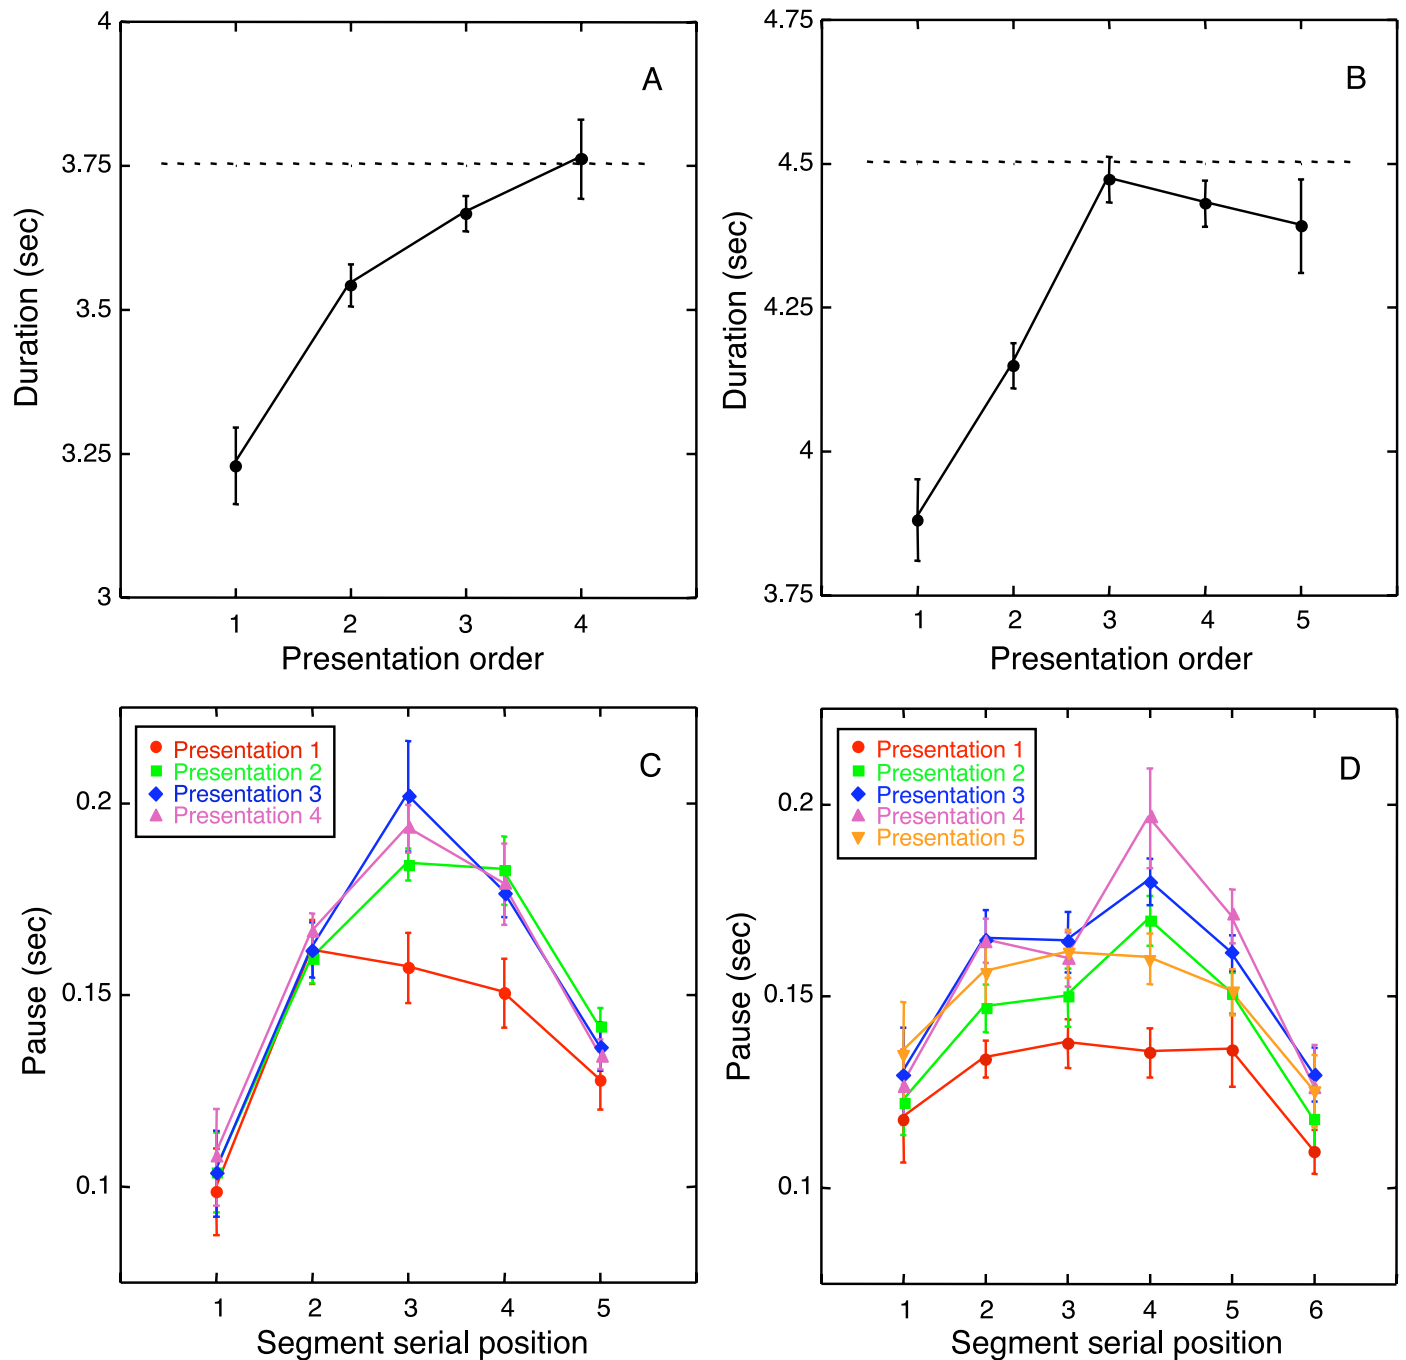 A
4
3.75
3.5
3.25
3
Duration (sec)
1 2 3 4
Presentation order
B
4.75
4.5
4.25
4
3.75
Duration (sec)
1 2 3 4 5
Presentation order
C
Presentation 1
Presentation 2
Presentation 3
Presentation 4
0.2
0.15
0.1
Pause (sec)
1 2 3 4 5
Segment serial position
D
Presentation 1
Presentation 2
Presentation 3
Presentation 4
Presentation 5
0.2
0.15
0.1
Pause (sec)
1 2 3 4 5 6
Segment serial position